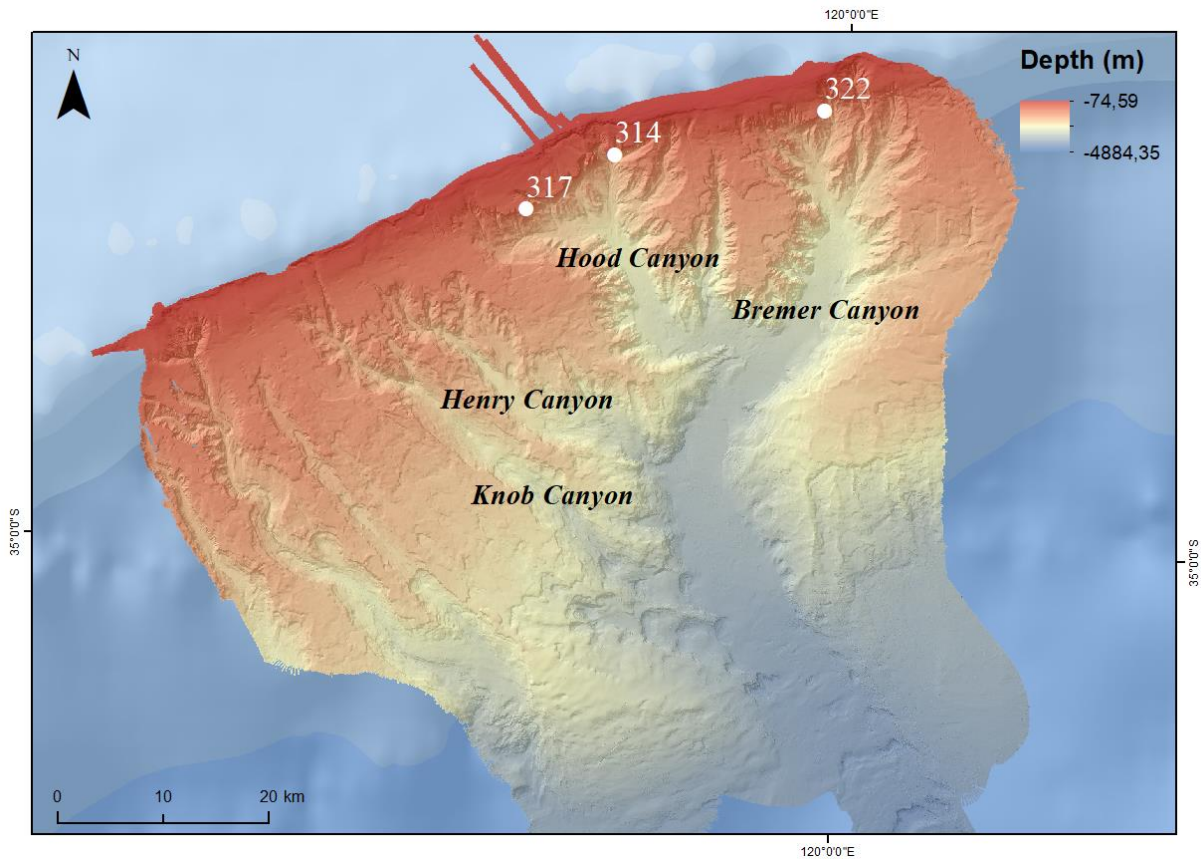 120°0'0"E
N
Depth (m)
-74,59
-4884,35
322
314
317
Hood Canyon
Bremer Canyon
Henry Canyon
Knob Canyon
35°0'0"S
35°0'0"S
0 10 20 km
120°0'0"E